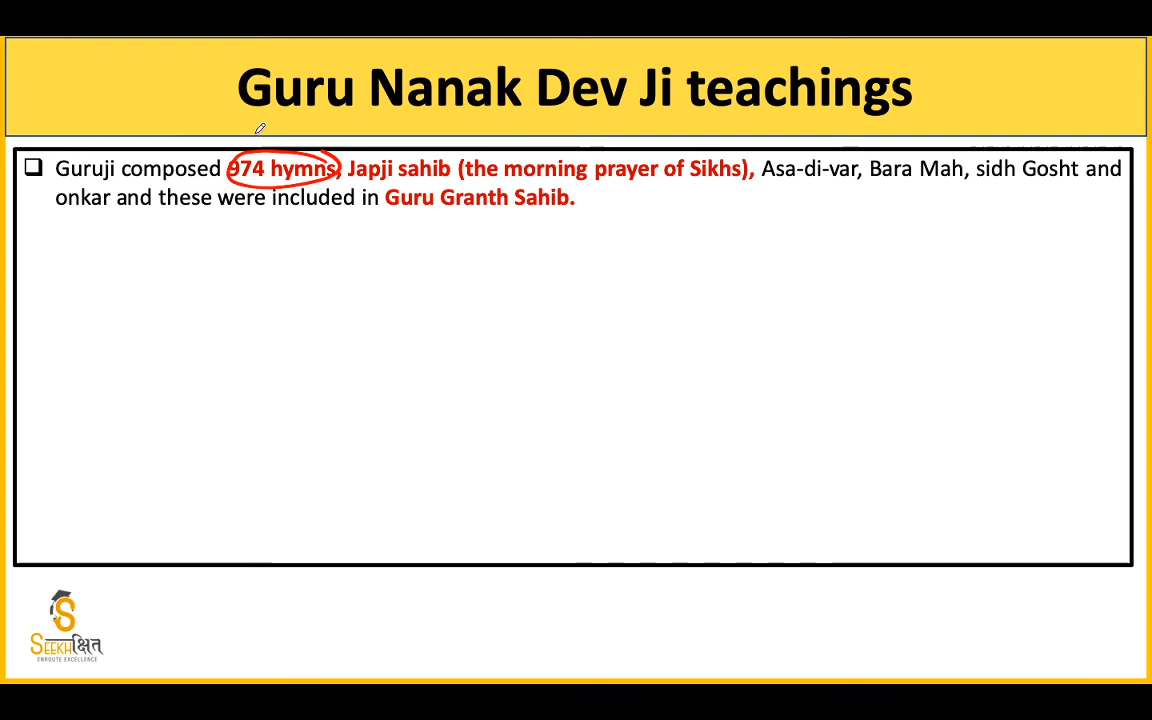 Guru Nanak Dev Ji teachings
❑ Guruji composed 974 hymns, Japji sahib (the morning prayer of Sikhs), Asa-di-var, Bara Mah, sidh Gosht and
onkar and these were included in Guru Granth Sahib.
S
SEEKHक्षित
ENROUTE EXCELLENCE